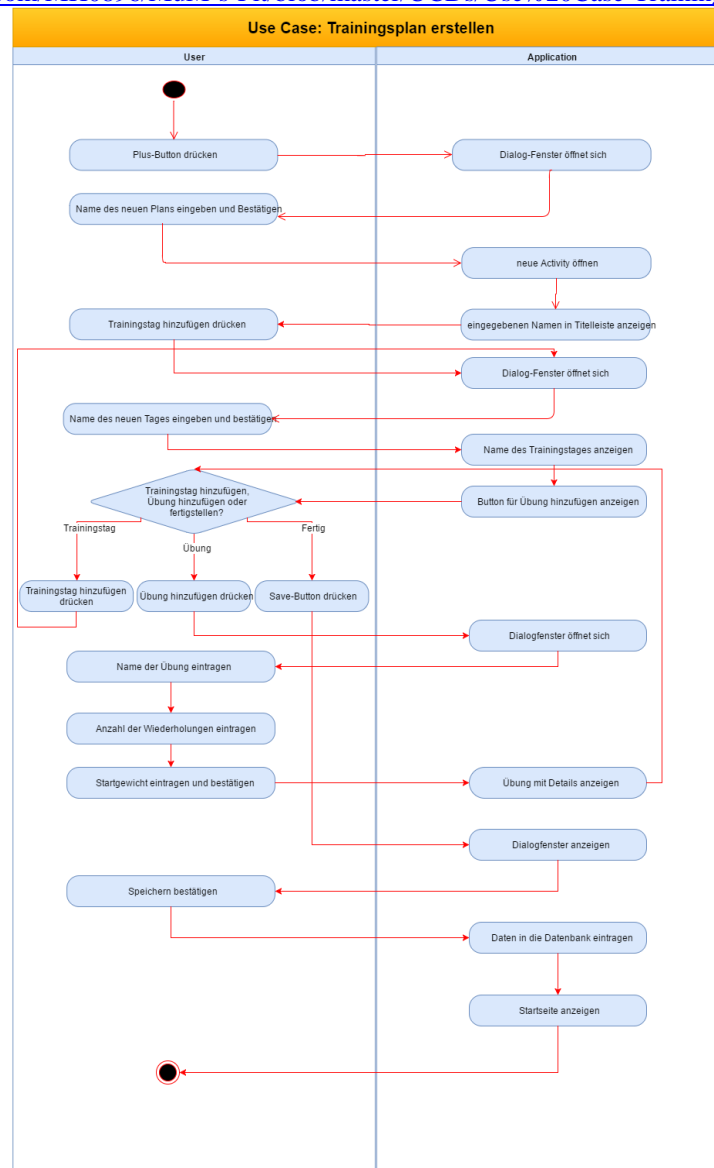 Use Case: Trainingsplan erstellen
User
Application
Plus-Button drücken
Dialog-Fenster öffnet sich
Name des neuen Plans eingeben und Bestätigen
neue Activity öffnen
Trainingstag hinzufügen drücken
eingegebenen Namen in Titelleiste anzeigen
Dialog-Fenster öffnet sich
Name des neuen Tages eingeben und bestätigen
Name des Trainingstages anzeigen
Trainingstag hinzufügen,
Übung hinzufügen oder
fertigstellen?
Button für Übung hinzufügen anzeigen
Trainingstag
Übung
Fertig
Trainingstag hinzufügen
drücken
Übung hinzufügen drücken
Save-Button drücken
Dialogfenster öffnet sich
Name der Übung eintragen
Anzahl der Wiederholungen eintragen
Startgewicht eintragen und bestätigen
Übung mit Details anzeigen
Dialogfenster anzeigen
Speichern bestätigen
Daten in die Datenbank eintragen
Startseite anzeigen